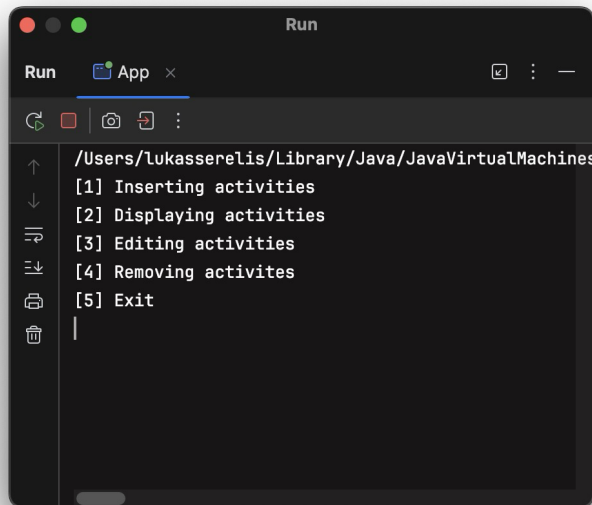 Run
Run App
/Users/lukasserelis/Library/Java/JavaVirtualMachines
[1] Inserting activities
[2] Displaying activities
[3] Editing activities
[4] Removing activites
[5] Exit